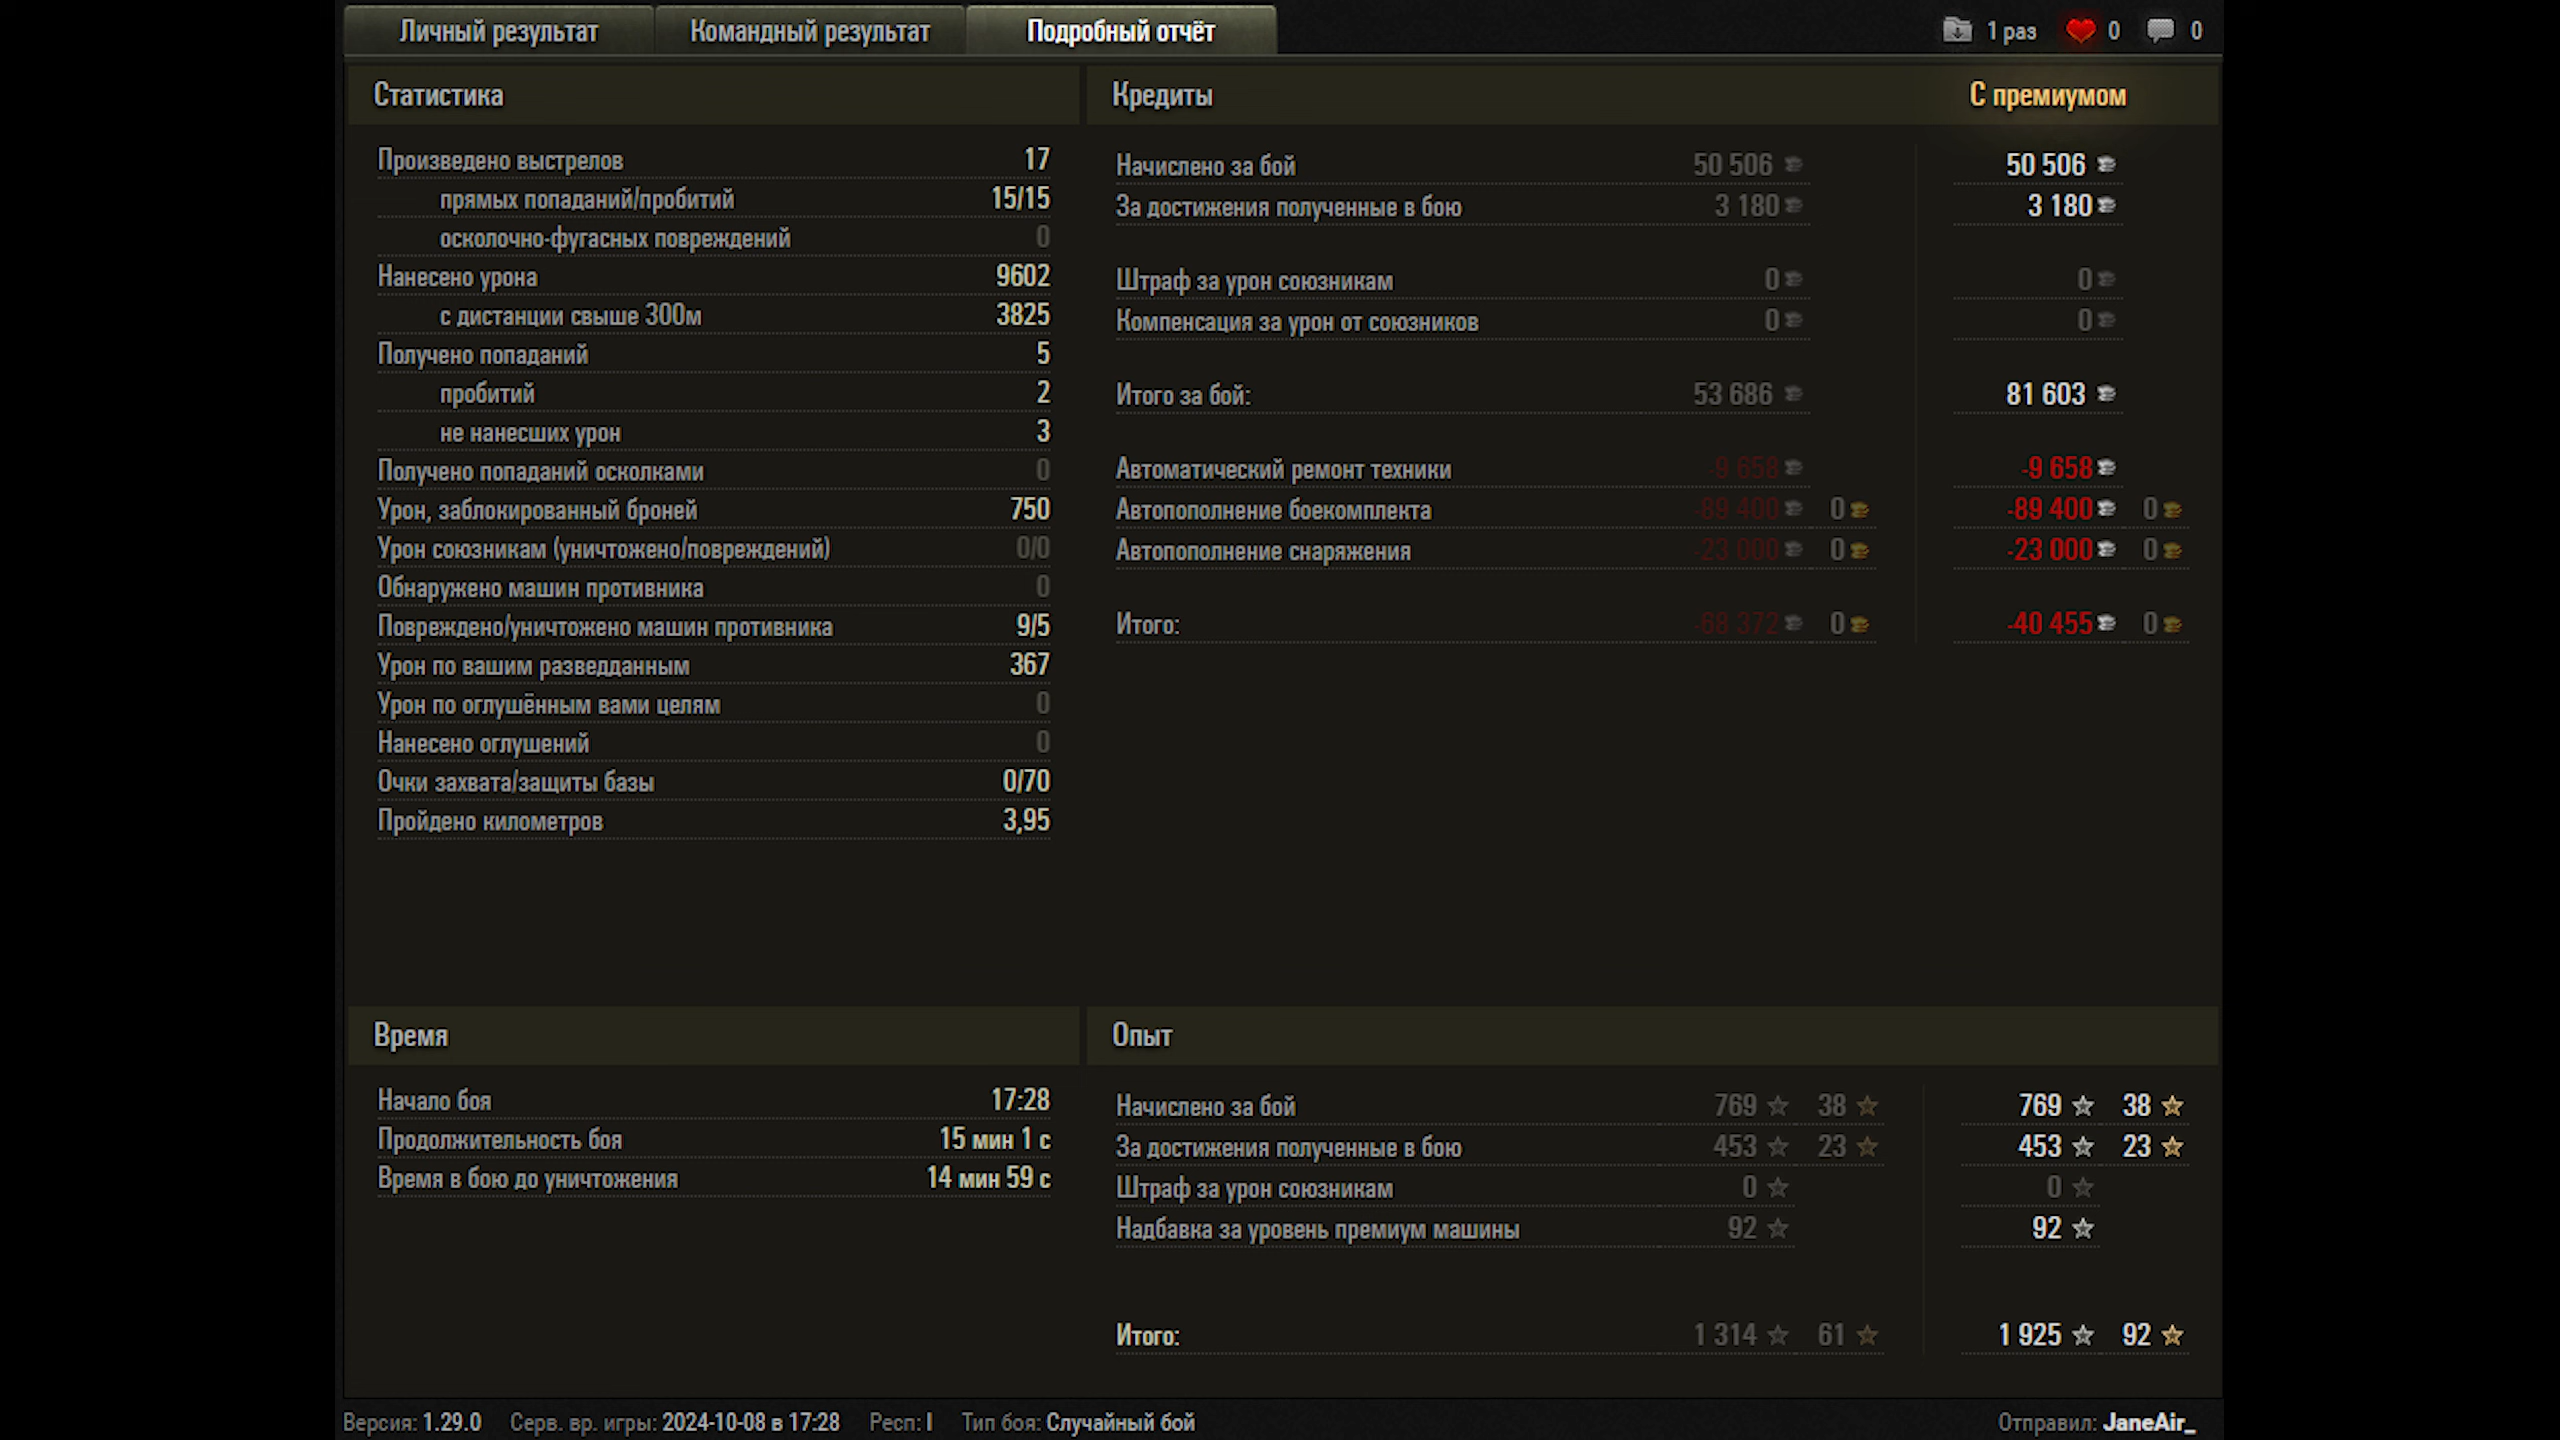 Личный результат Командный результат Подробный отчёт 1 раз 0 0
Статистика
Произведено выстрелов 17
прямых попаданий/пробитий 15/15
осколочно-фугасных повреждений 0
Нанесено урона 9602
с дистанции свыше 300м 3825
Получено попаданий 5
пробитий 2
не нанесших урон 3
Получено попаданий осколками 0
Урон, заблокированный броней 750
Урон союзникам (уничтожено/повреждений) 0/0
Обнаружено машин противника 0
Повреждено/уничтожено машин противника 9/5
Урон по вашим разведданным 367
Урон по оглушённым вами целям 0
Нанесено оглушений 0
Очки захвата/защиты базы 0/70
Пройдено километров 3,95
Кредиты С премиумом
Начислено за бой 50 506 50 506
За достижения полученные в бою 3 180 3 180
Штраф за урон союзникам 0 0
Компенсация за урон от союзников 0 0
Итого за бой: 53 686 81 603
Автоматический ремонт техники -9 658 -9 658
Автопополнение боекомплекта -89 400 0 -89 400 0
Автопополнение снаряжения -23 000 0 -23 000 0
Итого: -68 372 0 -40 455 0
Время
Начало боя 17:28
Продолжительность боя 15 мин 1 с
Время в бою до уничтожения 14 мин 59 с
Опыт
Начислено за бой 769 38 769 38
За достижения полученные в бою 453 23 453 23
Штраф за урон союзникам 0 0
Надбавка за уровень премиум машины 92 92
Итого: 1 314 61 1 925 92
Версия: 1.29.0 Серв. вр. игры: 2024-10-08 в 17:28 Респ: I Тип боя: Случайный бой Отправил: JaneAir_